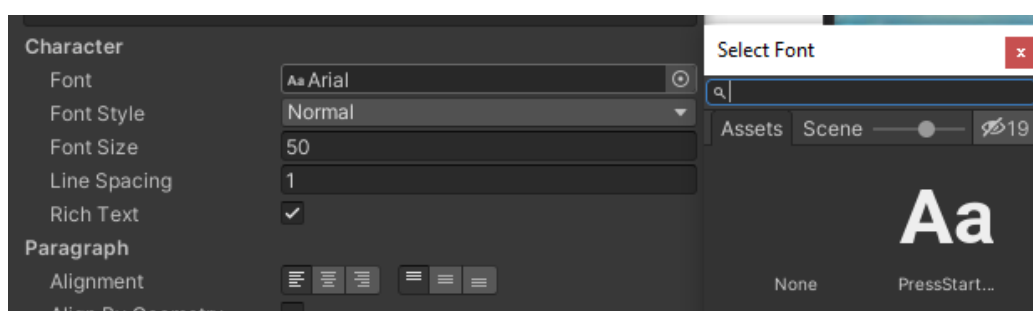 Character
Font Aa Arial
Font Style Normal
Font Size 50
Line Spacing 1
Rich Text
Paragraph
Alignment
Select Font
x
Assets Scene 19
Aa
None PressStart...